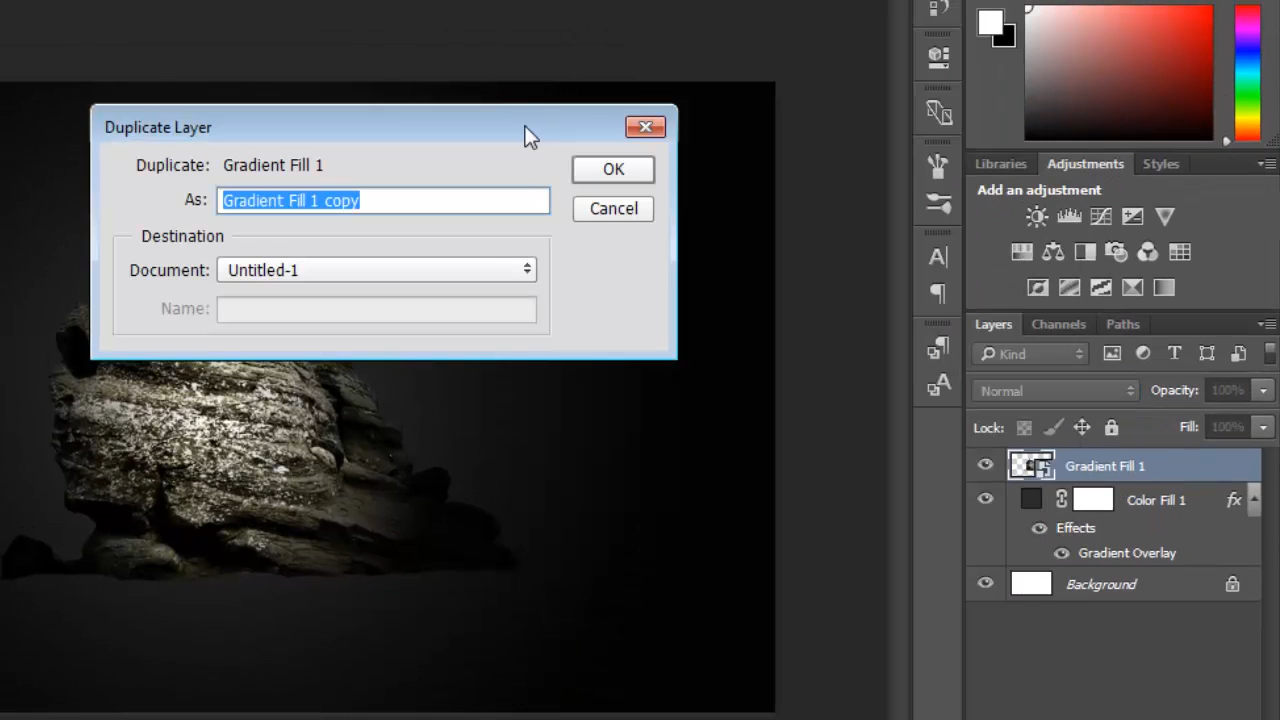 Duplicate Layer
Duplicate: Gradient Fill 1
OK
As: Gradient Fill 1 copy
Cancel
Destination
Document: Untitled-1
Name:
Libraries Adjustments Styles
Add an adjustment
Layers Channels Paths
Kind
Normal Opacity: 100%
Lock: Fill: 100%
Gradient Fill 1
Color Fill 1 fx
Effects
Gradient Overlay
Background